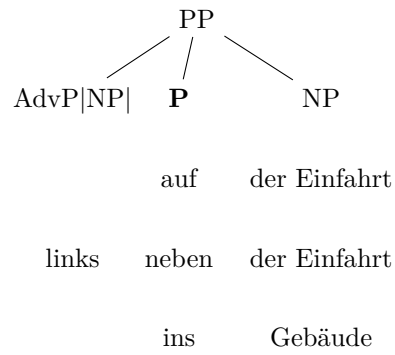 PP
AdvP|NP| P NP
auf der Einfahrt
links neben der Einfahrt
ins Gebäude